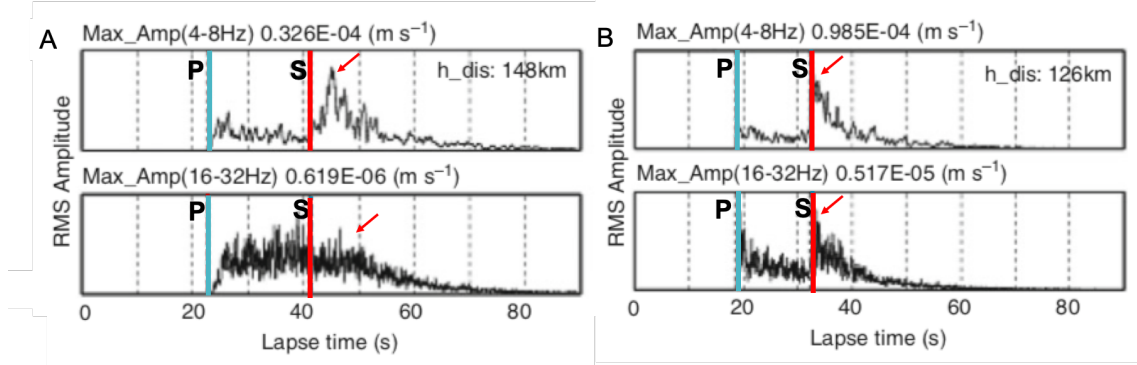 A
Max_Amp(4-8Hz) 0.326E-04 (m s⁻¹)
P
S
h_dis: 148km
Max_Amp(16-32Hz) 0.619E-06 (m s⁻¹)
P
S
RMS Amplitude
0 20 40 60 80
Lapse time (s)
B
Max_Amp(4-8Hz) 0.985E-04 (m s⁻¹)
P
S
h_dis: 126km
Max_Amp(16-32Hz) 0.517E-05 (m s⁻¹)
P
S
RMS Amplitude
0 20 40 60 80
Lapse time (s)